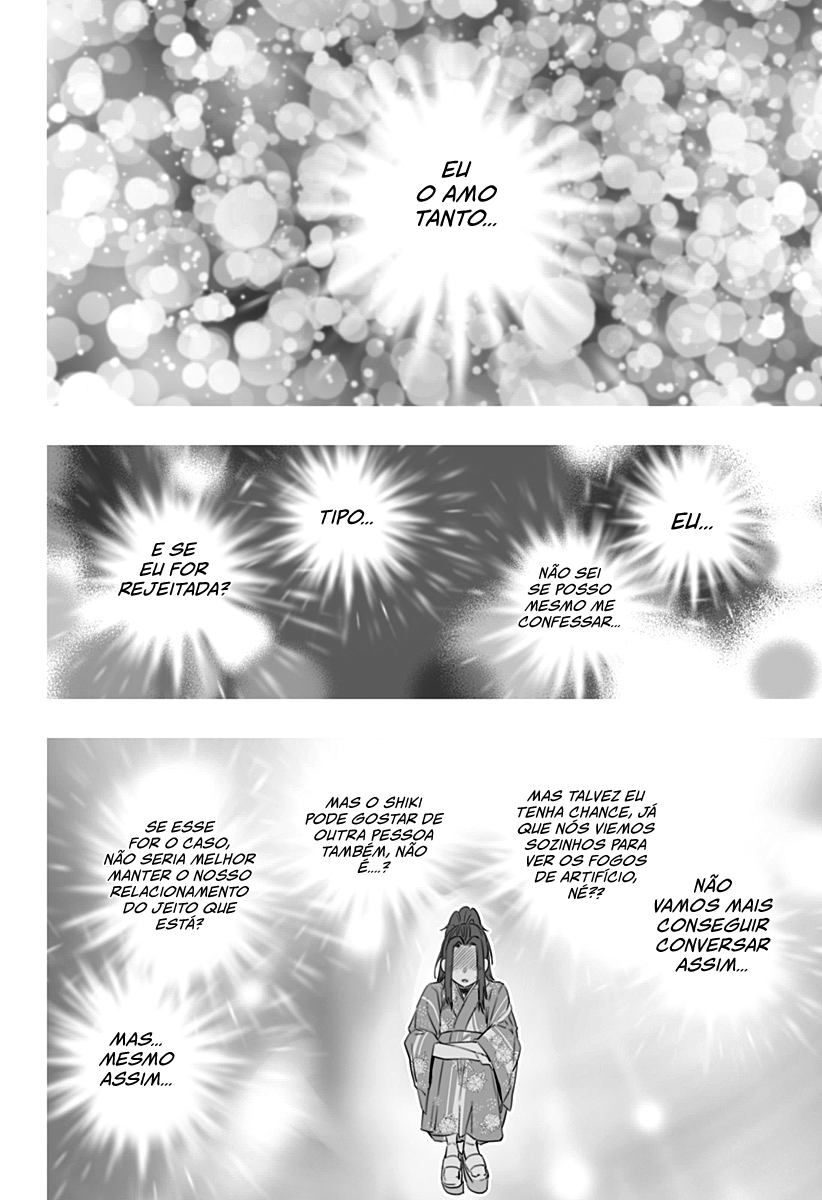 EU
O AMO
TANTO...
EU...
NÃO SEI
SE POSSO
MESMO ME
CONFESSAR...
TIPO...
E SE
EU FOR
REJEITADA?
NÃO
VAMOS MAIS
CONSEGUIR
CONVERSAR
ASSIM...
MAS TALVEZ EU
TENHA CHANCE, JÁ
QUE NÓS VIEMOS
SOZINHOS PARA
VER OS FOGOS
DE ARTIFÍCIO,
NÉ??
MAS O SHIKI
PODE GOSTAR DE
OUTRA PESSOA
TAMBÉM, NÃO
É....?
SE ESSE
FOR O CASO,
NÃO SERIA MELHOR
MANTER O NOSSO
RELACIONAMENTO
DO JEITO QUE
ESTÁ?
MAS...
MESMO
ASSIM...